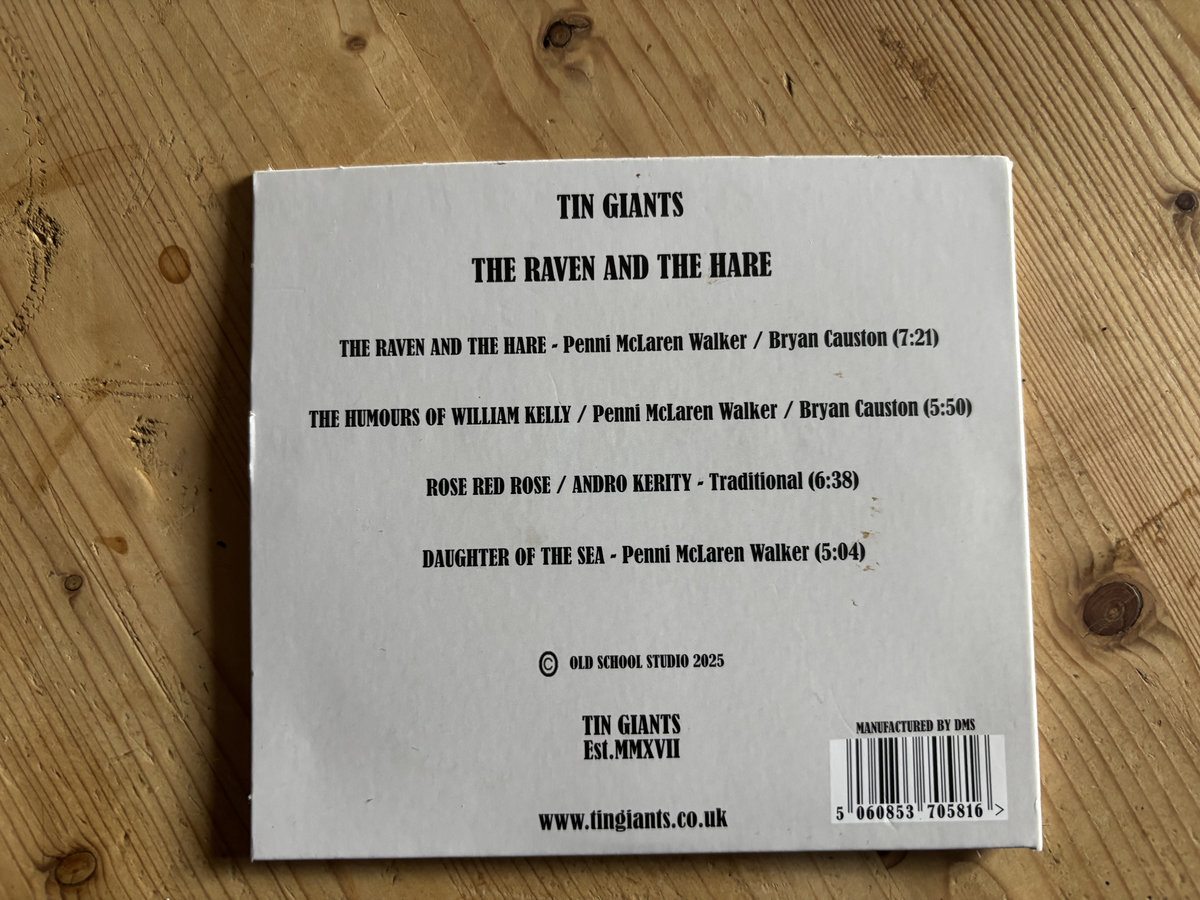 TIN GIANTS
THE RAVEN AND THE HARE
THE RAVEN AND THE HARE - Penni McLaren Walker / Bryan Causton (7:21)
THE HUMOURS OF WILLIAM KELLY / Penni McLaren Walker / Bryan Causton (5:50)
ROSE RED ROSE / ANDRO KERITY - Traditional (6:38)
DAUGHTER OF THE SEA - Penni McLaren Walker (5:04)
© OLD SCHOOL STUDIO 2025
TIN GIANTS
Est.MMXVII
MANUFACTURED BY DMS
5 060853 705816 >
www.tingiants.co.uk